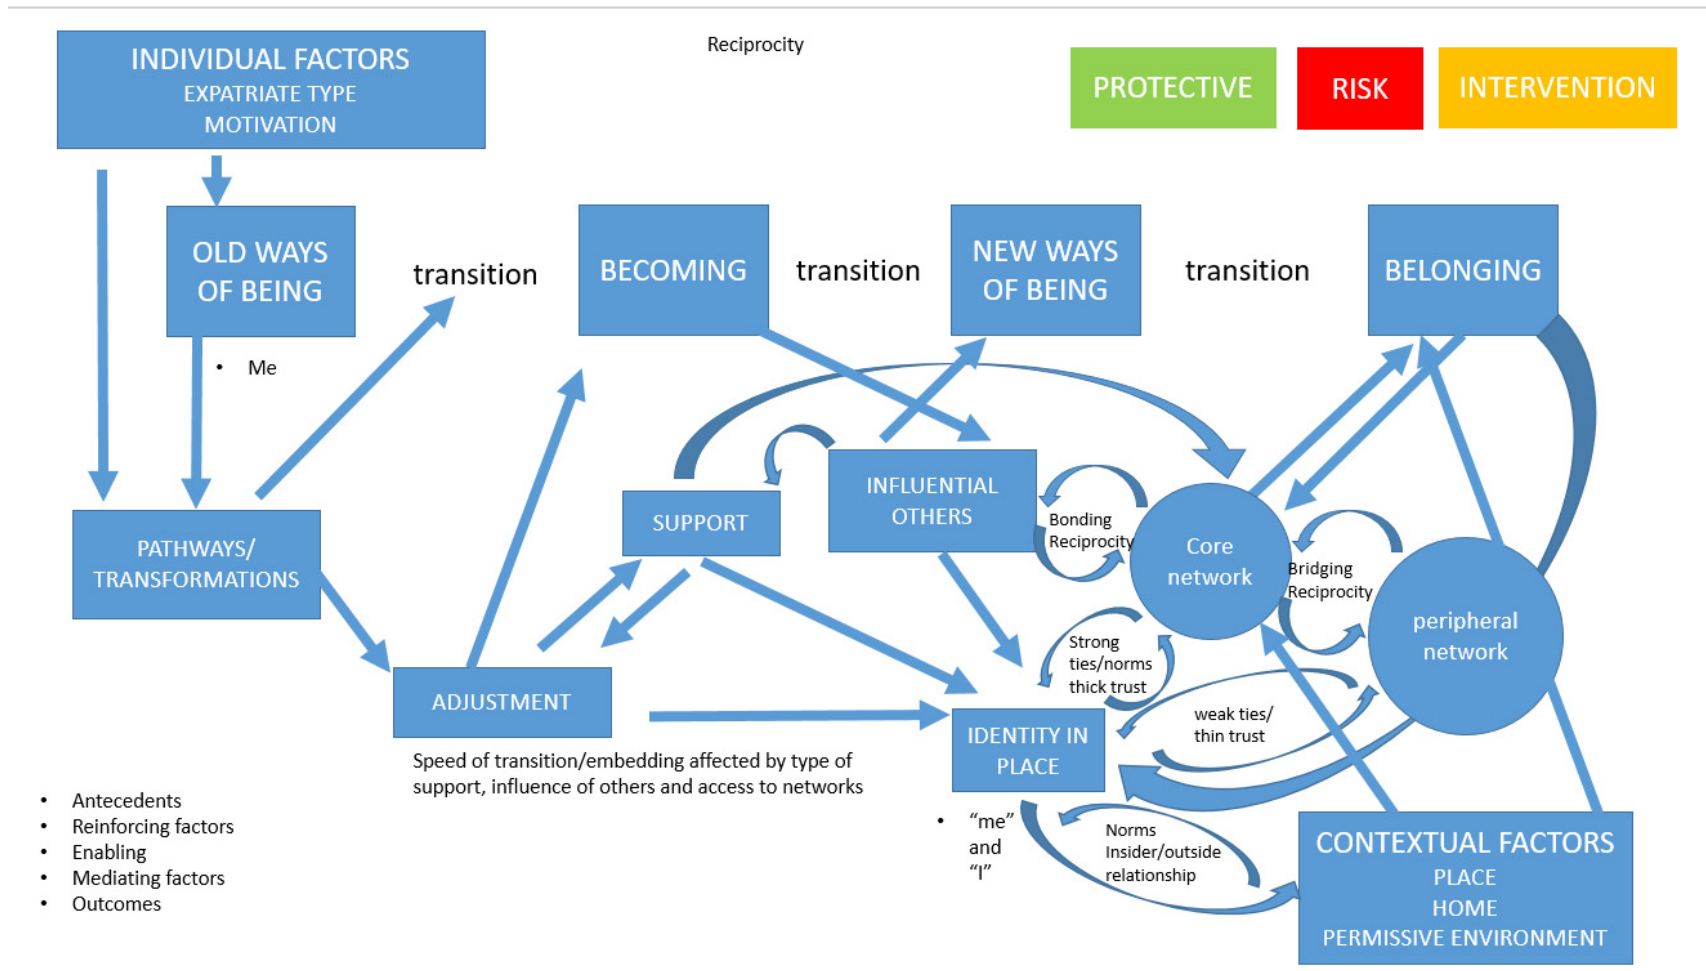 INDIVIDUAL FACTORS
EXPATRIATE TYPE
MOTIVATION
Reciprocity
PROTECTIVE
RISK
INTERVENTION
OLD WAYS
OF BEING
transition
BECOMING
transition
NEW WAYS
OF BEING
transition
BELONGING
• Me
PATHWAYS/
TRANSFORMATIONS
SUPPORT
INFLUENTIAL
OTHERS
Bonding
Reciprocity
Core
network
Bridging
Reciprocity
peripheral
network
Strong
ties/norms
thick trust
ADJUSTMENT
IDENTITY IN
PLACE
weak ties/
thin trust
Speed of transition/embedding affected by type of
support, influence of others and access to networks
• Antecedents
• Reinforcing factors
• Enabling
• Mediating factors
• Outcomes
• “me”
and
“I”
Norms
Insider/outside
relationship
CONTEXTUAL FACTORS
PLACE
HOME
PERMISSIVE ENVIRONMENT